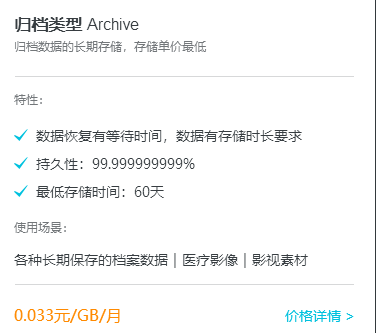 归档类型 Archive
归档数据的长期存储，存储单价最低
特性：
数据恢复有等待时间，数据有存储时长要求
持久性：99.999999999%
最低存储时间：60天
使用场景：
各种长期保存的档案数据 | 医疗影像 | 影视素材
0.033元/GB/月
价格详情 >